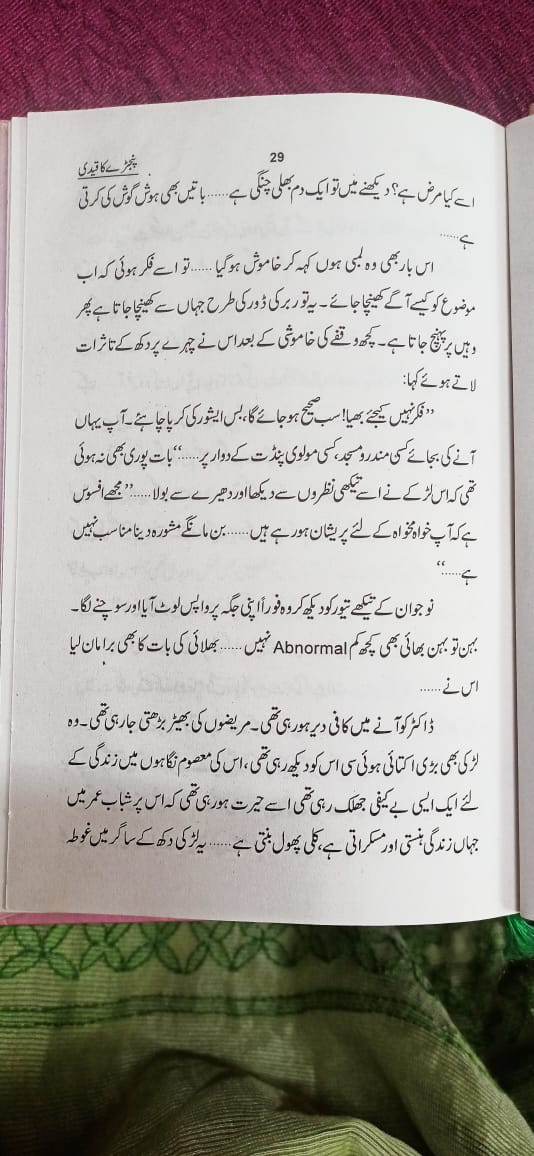 29
پنجڑے کا قیدی
اسے کیا مرض ہے؟ دیکھنے میں تو ایک دم بھلی چنگی ہے...... باتیں بھی ہوش گوش کی کرتی
ہے......
اس بار بھی وہ لمبی ہوں کہہ کر خاموش ہو گیا ...... تو اسے فکر ہوئی کہ اب
موضوع کو کیسے آگے کھینچا جائے۔ یہ تو ربر کی ڈور کی طرح جہاں سے کھینچا جاتا ہے پھر
وہیں پر پہنچ جاتا ہے۔ کچھ وقفے کی خاموشی کے بعد اس نے چہرے پر دکھ کے تاثرات
لاتے ہوئے کہا:
”فکر نہیں کیجئے بھیا! سب صحیح ہو جائے گا، بس ایشور کی کرپا چاہئے۔ آپ یہاں
آنے کی بجائے کسی مندر و مسجد، کسی مولوی پنڈت کے دوار پر......“ بات پوری بھی نہ ہوئی
تھی کہ اس لڑکے نے اسے تیکھی نظروں سے دیکھا اور دھیرے سے بولا......”مجھے افسوس
ہے کہ آپ خواہ مخواہ کے لئے پریشان ہو رہے ہیں ...... بن مانگے مشورہ دینا مناسب نہیں
ہے......“
نوجوان کے تیکھے تیور کو دیکھ کر وہ فوراً اپنی جگہ پر واپس لوٹ آیا اور سوچنے لگا۔
بہن تو بہن بھائی بھی کچھ کم Abnormal نہیں ...... بھلائی کی بات کا بھی برا مان لیا
اس نے ......
ڈاکٹر کو آنے میں کافی دیر ہو رہی تھی۔ مریضوں کی بھیڑ بڑھتی جا رہی تھی۔ وہ
لڑکی بھی بڑی اکتائی ہوئی سی اس کو دیکھ رہی تھی، اس کی معصوم نگاہوں میں زندگی کے
لئے ایک ایسی بے کیفی جھلک رہی تھی اسے حیرت ہو رہی تھی کہ اس پر شباب عمر میں
جہاں زندگی ہنستی اور مسکراتی ہے، کلی پھول بنتی ہے ...... یہ لڑکی دکھ کے ساگر میں غوطہ